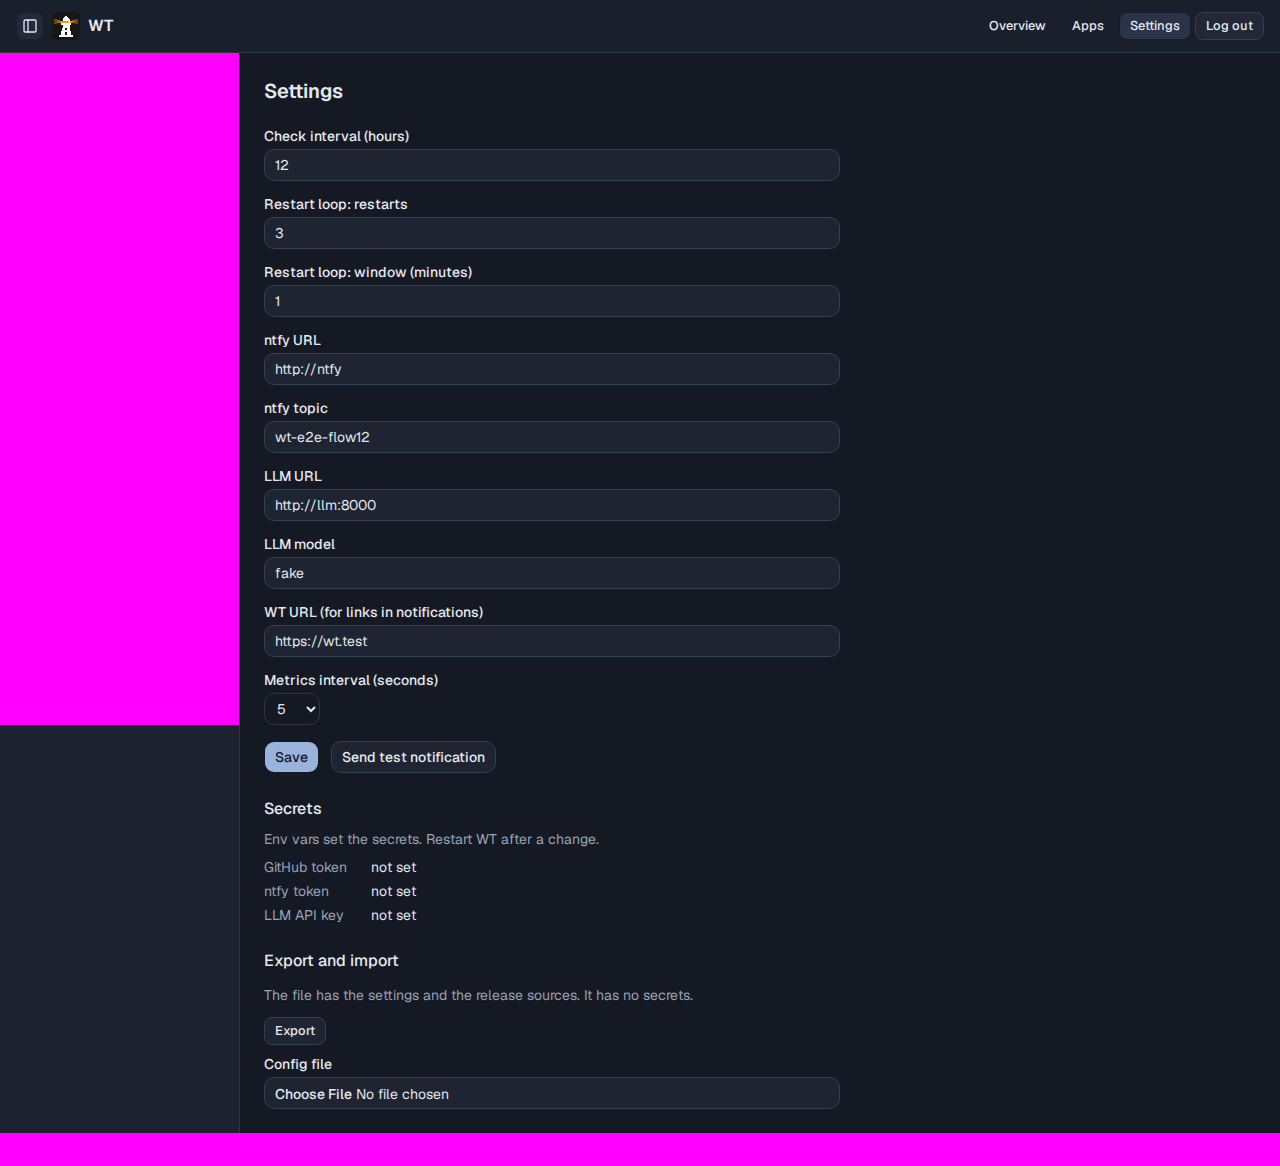 WT
Overview
Apps
Settings
Log out
Settings
Check interval (hours)
12
Restart loop: restarts
3
Restart loop: window (minutes)
1
ntfy URL
http://ntfy
ntfy topic
wt-e2e-flow12
LLM URL
http://llm:8000
LLM model
fake
WT URL (for links in notifications)
https://wt.test
Metrics interval (seconds)
5
Save
Send test notification
Secrets
Env vars set the secrets. Restart WT after a change.
GitHub token not set
ntfy token not set
LLM API key not set
Export and import
The file has the settings and the release sources. It has no secrets.
Export
Config file
Choose File No file chosen